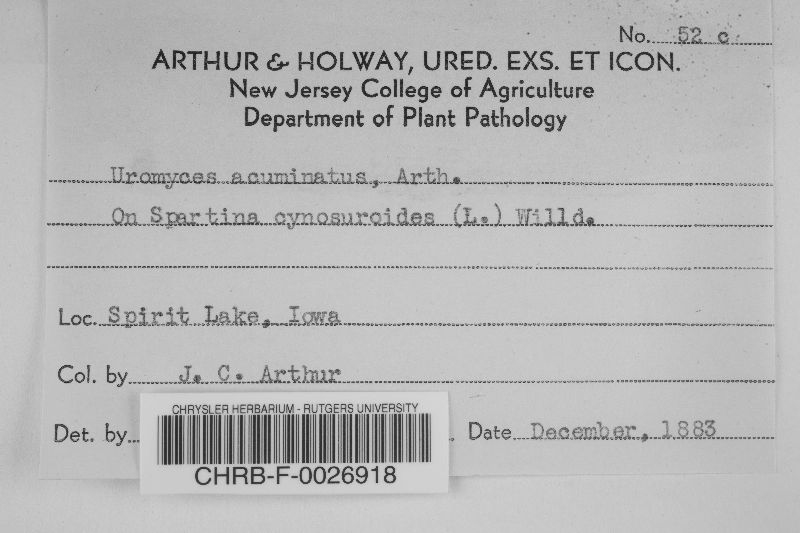 No. 52 c
ARTHUR & HOLWAY, URED. EXS. ET ICON.
New Jersey College of Agriculture
Department of Plant Pathology
Uromyces acuminatus, Arth.
On Spartina cynosuroides (L.) Willd.
Loc. Spirit Lake, Iowa
Col. by J. C. Arthur
Det. by
Date December, 1883
CHRYSLER HERBARIUM - RUTGERS UNIVERSITY
CHRB-F-0026918